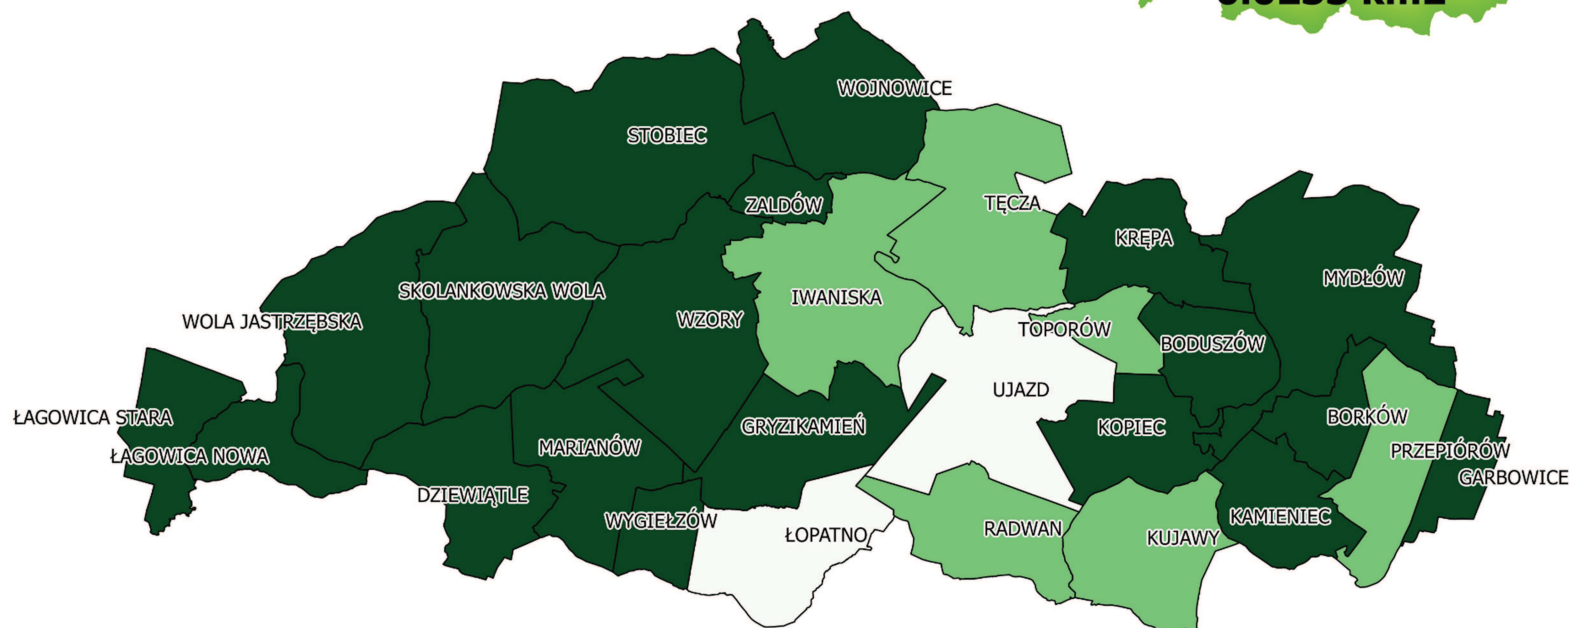 WOJNOWICE
STOBIEC
ZALDÓW
TĘCZA
KRĘPA
MYDŁÓW
SKOLANKOWSKA WOLA
IWANISKA
WOLA JASTRZĘBSKA
WZORY
TOPORÓW
BODUSZÓW
UJAZD
ŁAGOWICA STARA
BORKÓW
GRYZIKAMIEŃ
KOPIEC
MARIANÓW
PRZEPIÓRÓW
ŁAGOWICA NOWA
GARBOWICE
DZIEWIĄTLE
KAMIENIEC
WYGIEŁZÓW
RADWAN
ŁOPATNO
KUJAWY